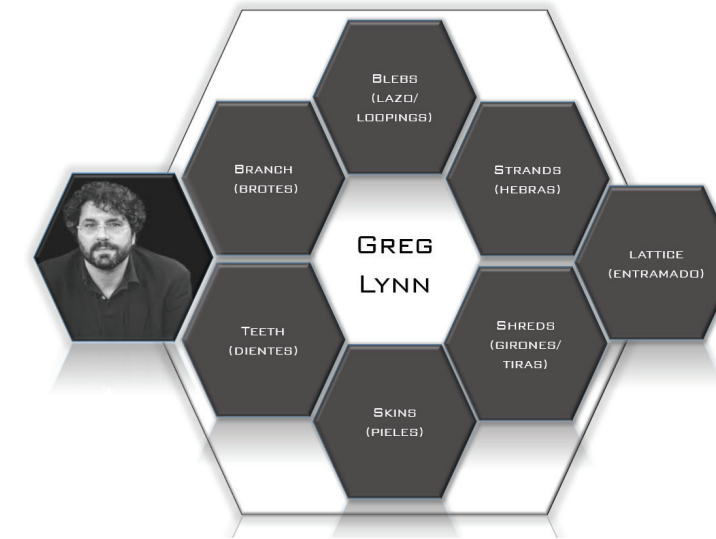 BLEBS
(LAZO/
LOOPINGS)
BRANCH
(BROTES)
STRANDS
(HEBRAS)
GREG
LYNN
LATTICE
(ENTRAMADO)
TEETH
(DIENTES)
SHREDS
(GIRONES/
TIRAS)
SKINS
(PIELES)